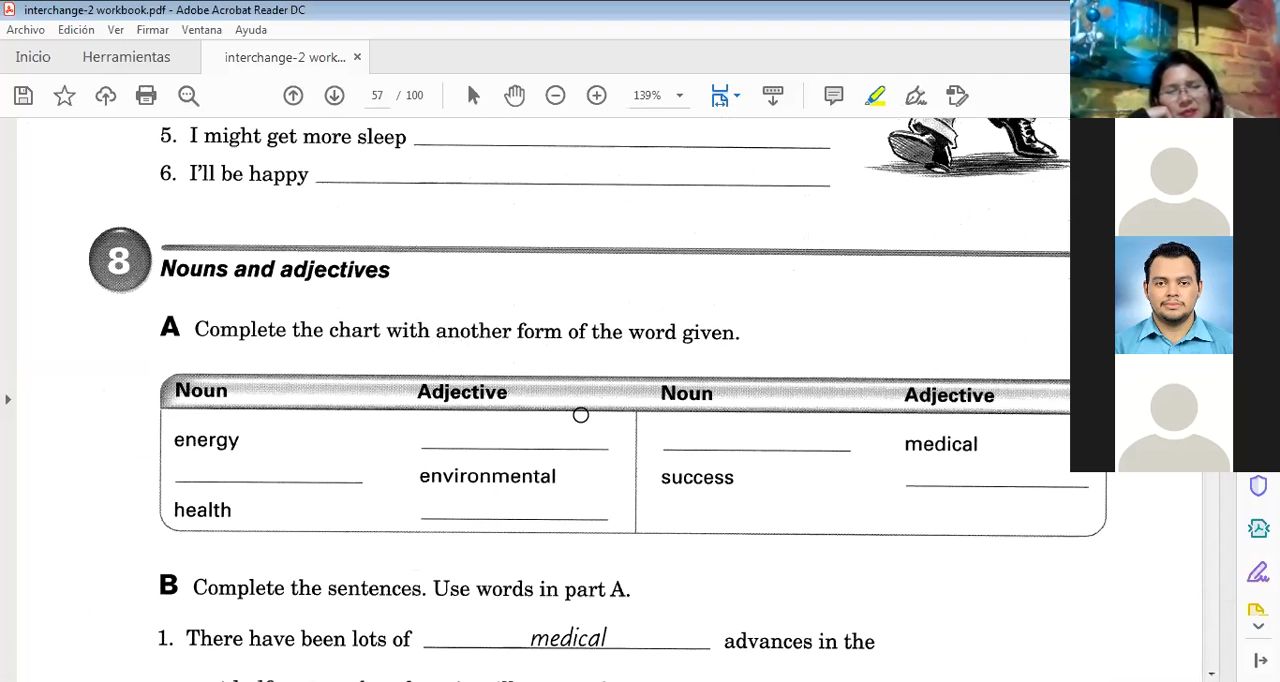 interchange-2 workbook.pdf - Adobe Acrobat Reader DC
Archivo Edición Ver Firmar Ventana Ayuda
Inicio Herramientas interchange-2 work... ×
57 / 100 139%
5. I might get more sleep
6. I'll be happy
8
Nouns and adjectives
A Complete the chart with another form of the word given.
Noun Adjective Noun Adjective
energy medical
environmental success
health
B Complete the sentences. Use words in part A.
1. There have been lots of medical advances in the